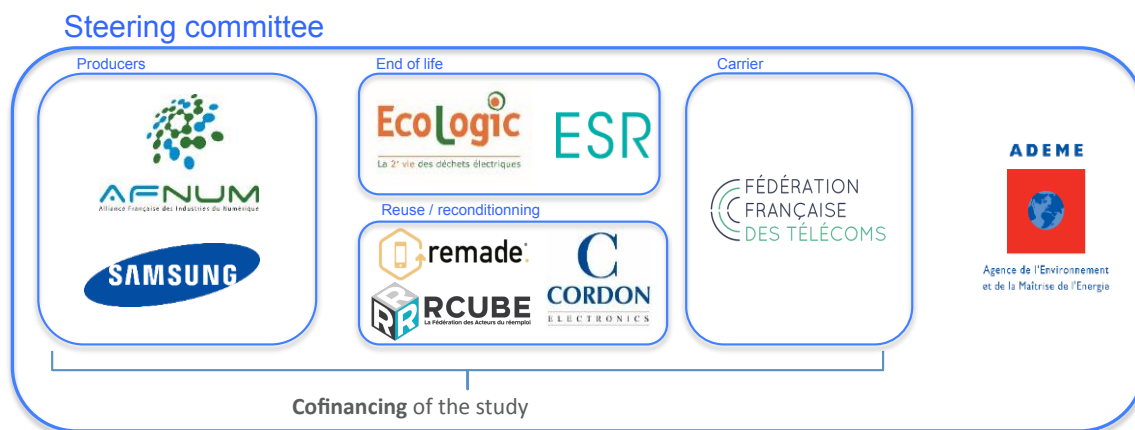 Steering committee
Producers
AFNUM
Alliance Française des Industries du Numérique
SAMSUNG
End of life
EcoLogic
La 2e vie des déchets électriques
ESR
Reuse / reconditionning
remade:
RRR
RCUBE
La Fédération des Acteurs du réemploi
C
CORDON
ELECTRONICS
Carrier
FÉDÉRATION
FRANÇAISE
DES TÉLÉCOMS
ADEME
Agence de l'Environnement
et de la Maîtrise de l'Energie
Cofinancing of the study